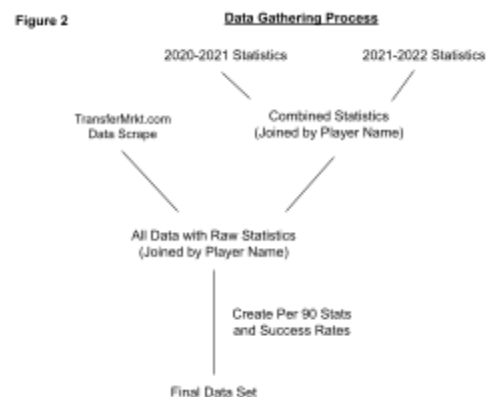 Figure 2
Data Gathering Process
2020-2021 Statistics
2021-2022 Statistics
TransferMrkt.com
Data Scrape
Combined Statistics
(Joined by Player Name)
All Data with Raw Statistics
(Joined by Player Name)
Create Per 90 Stats
and Success Rates
Final Data Set